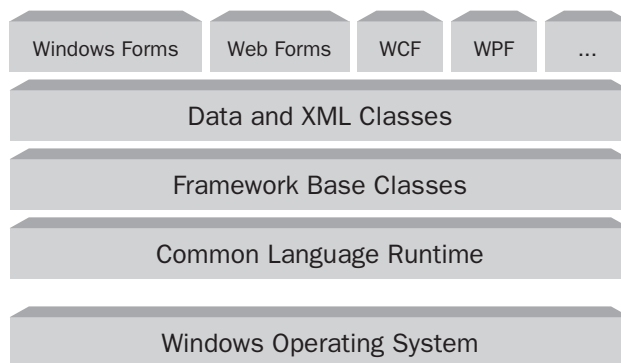 Windows Forms Web Forms WCF WPF ...
Data and XML Classes
Framework Base Classes
Common Language Runtime
Windows Operating System